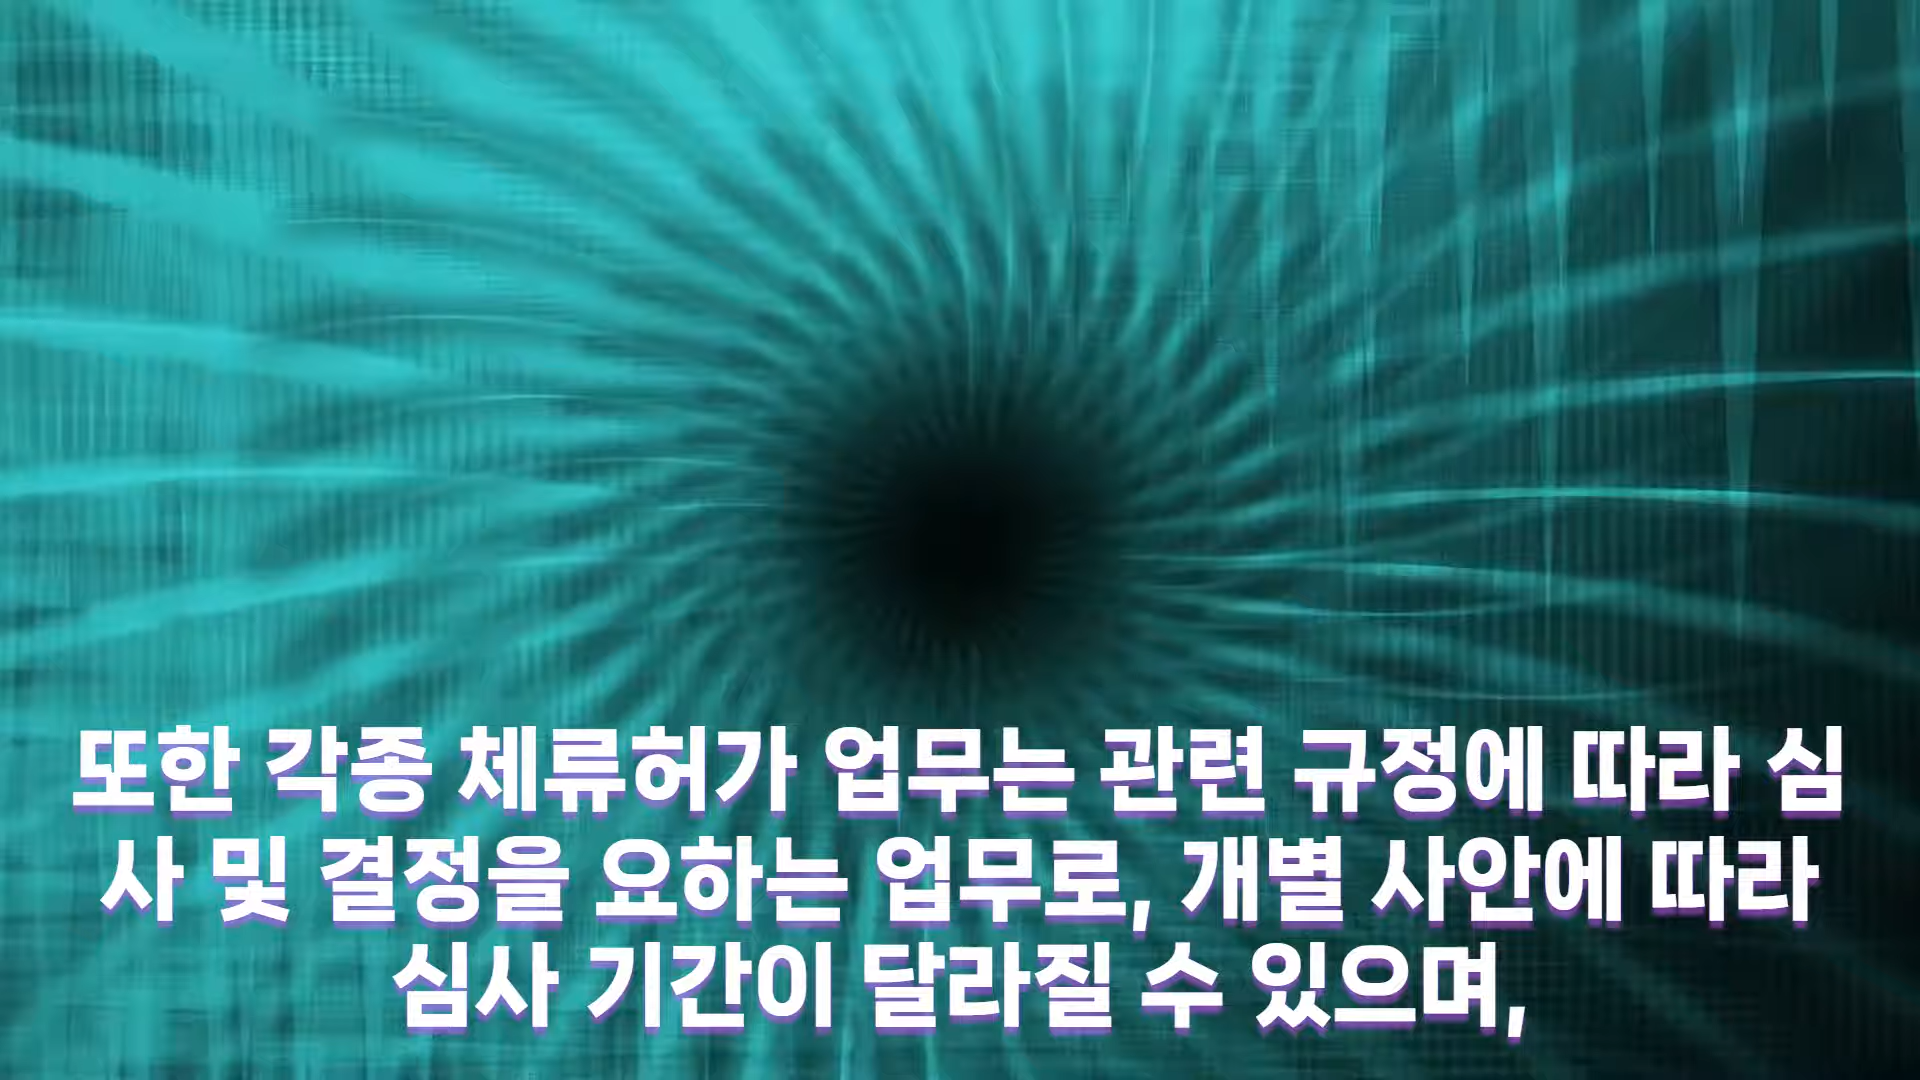 또한 각종 체류허가 업무는 관련 규정에 따라 심
사 및 결정을 요하는 업무로, 개별 사안에 따라
심사 기간이 달라질 수 있으며,